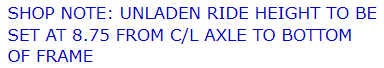 SHOP NOTE: UNLADEN RIDE HEIGHT TO BE
SET AT 8.75 FROM C/L AXLE TO BOTTOM
OF FRAME